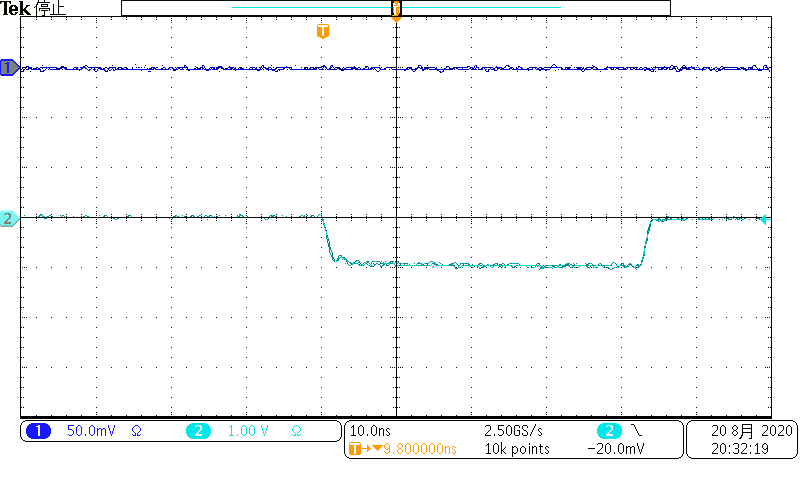 Tek 停止
T
1
2
1 50.0mV Ω 2 1.00 V Ω
10.0ns 2.50GS/s 2
T→▼9.800000ns 10k points −20.0mV
20 8月 2020
20:32:19